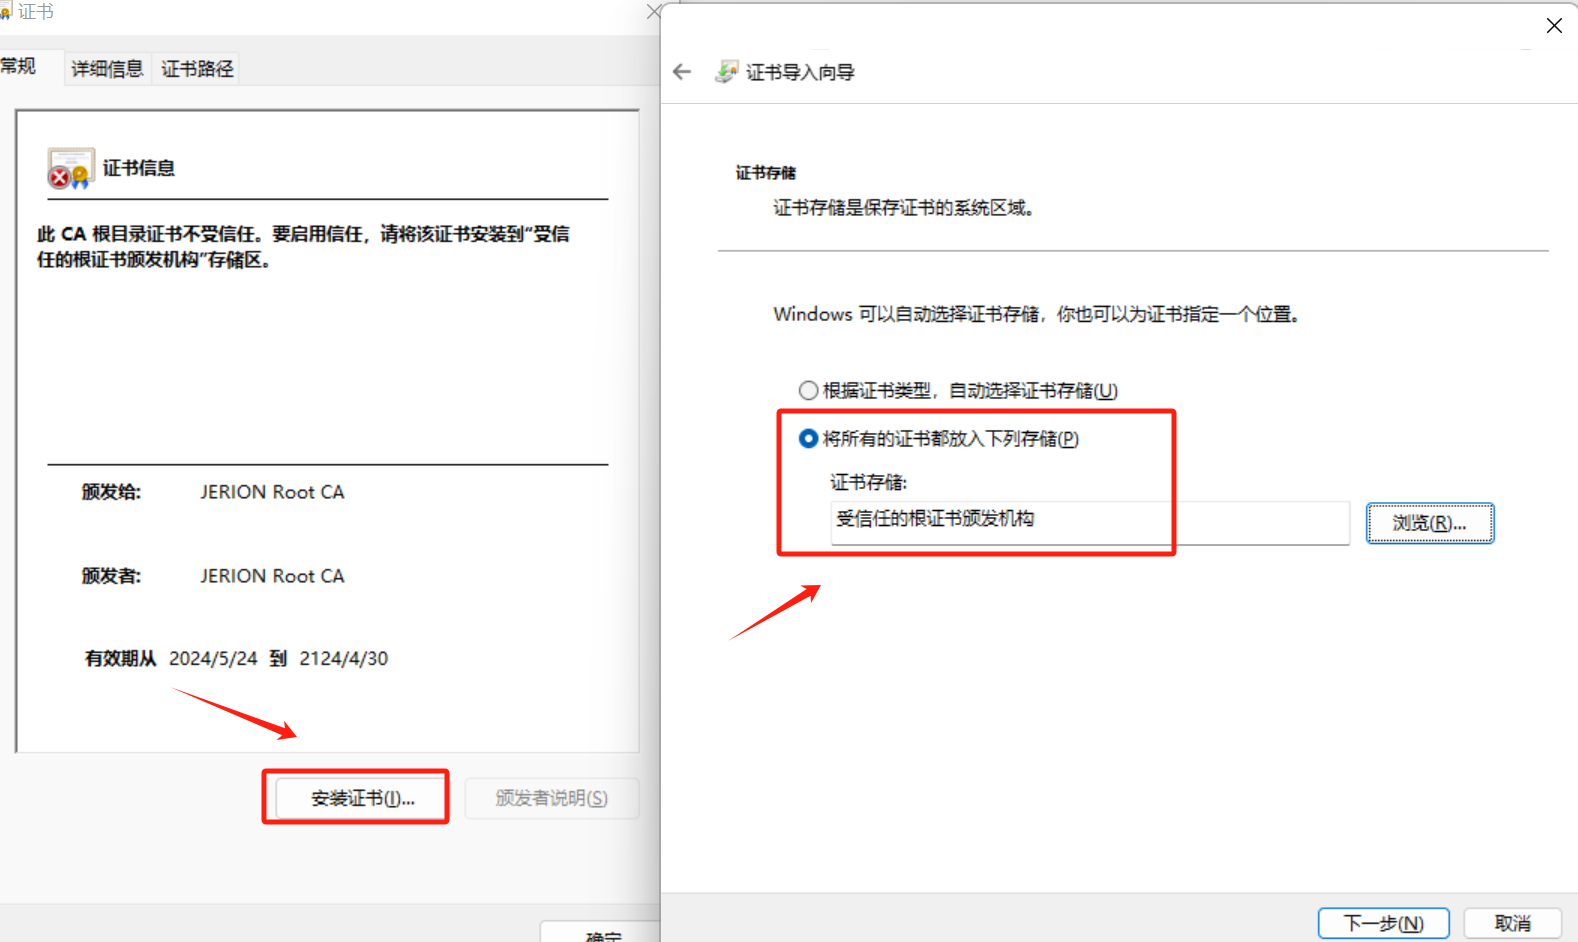 证书
常规
详细信息
证书路径
证书信息
此 CA 根目录证书不受信任。要启用信任，请将该证书安装到“受信
任的根证书颁发机构”存储区。
颁发给: JERION Root CA
颁发者: JERION Root CA
有效期从 2024/5/24 到 2124/4/30
安装证书(I)...
颁发者说明(S)
确定
证书导入向导
证书存储
证书存储是保存证书的系统区域。
Windows 可以自动选择证书存储，你也可以为证书指定一个位置。
根据证书类型，自动选择证书存储(U)
将所有的证书都放入下列存储(P)
证书存储:
受信任的根证书颁发机构
浏览(R)...
下一步(N)
取消